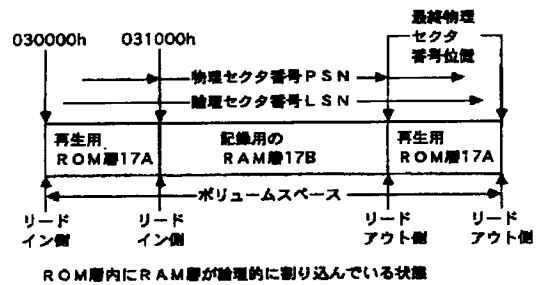 最終物理
セクタ
番号位置
030000h 031000h
物理セクタ番号PSN
論理セクタ番号LSN
再生用 記録用の 再生用
ROM層17A RAM層17B ROM層17A
ボリュームスペース
リード リード リード リード
イン側 イン側 アウト側 アウト側
ROM層内にRAM層が論理的に割り込んでいる状態